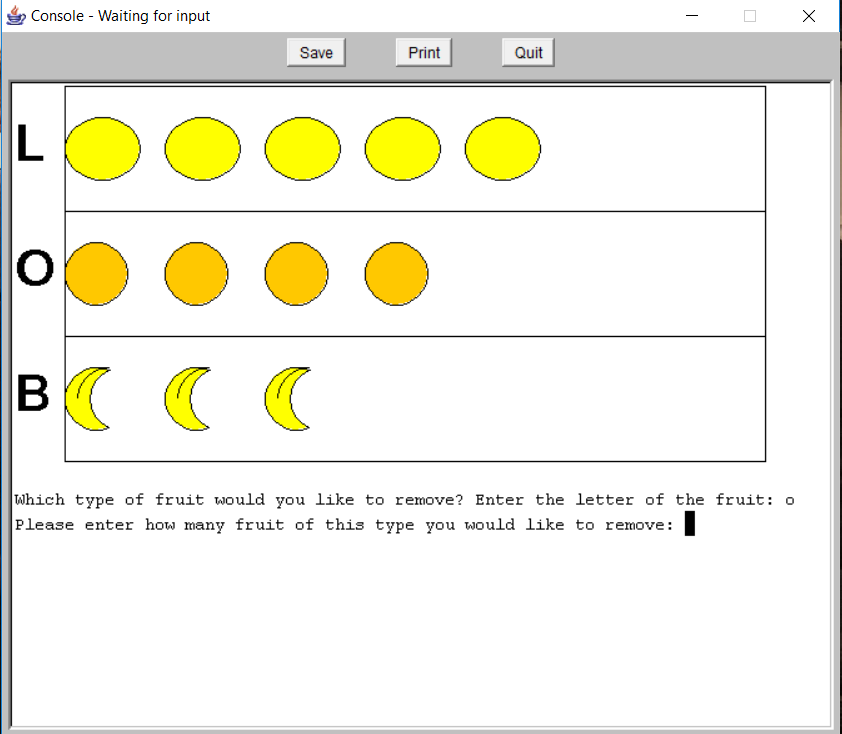 Console - Waiting for input
Save Print Quit
L
O
B
Which type of fruit would you like to remove? Enter the letter of the fruit: o
Please enter how many fruit of this type you would like to remove: